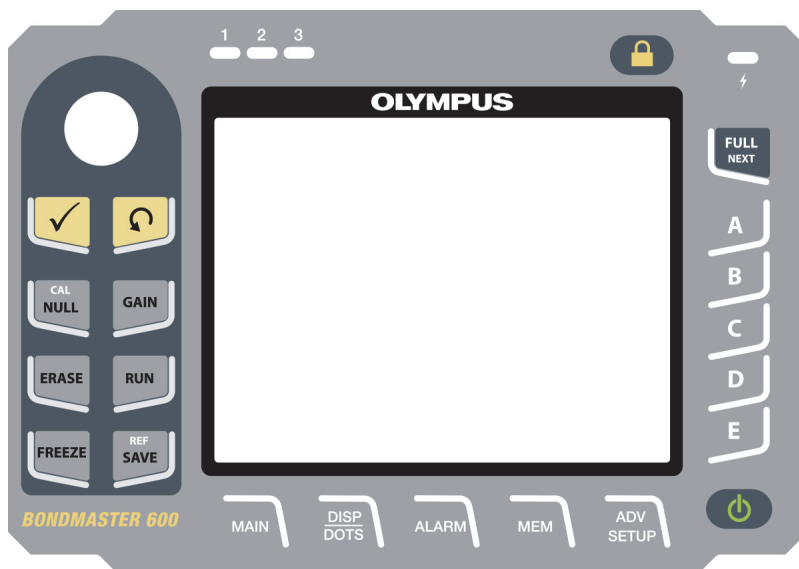 1 2 3
OLYMPUS
FULL
NEXT
A
B
C
D
E
CAL
NULL
GAIN
ERASE
RUN
FREEZE
REF
SAVE
BONDMASTER 600
MAIN
DISP
DOTS
ALARM
MEM
ADV
SETUP